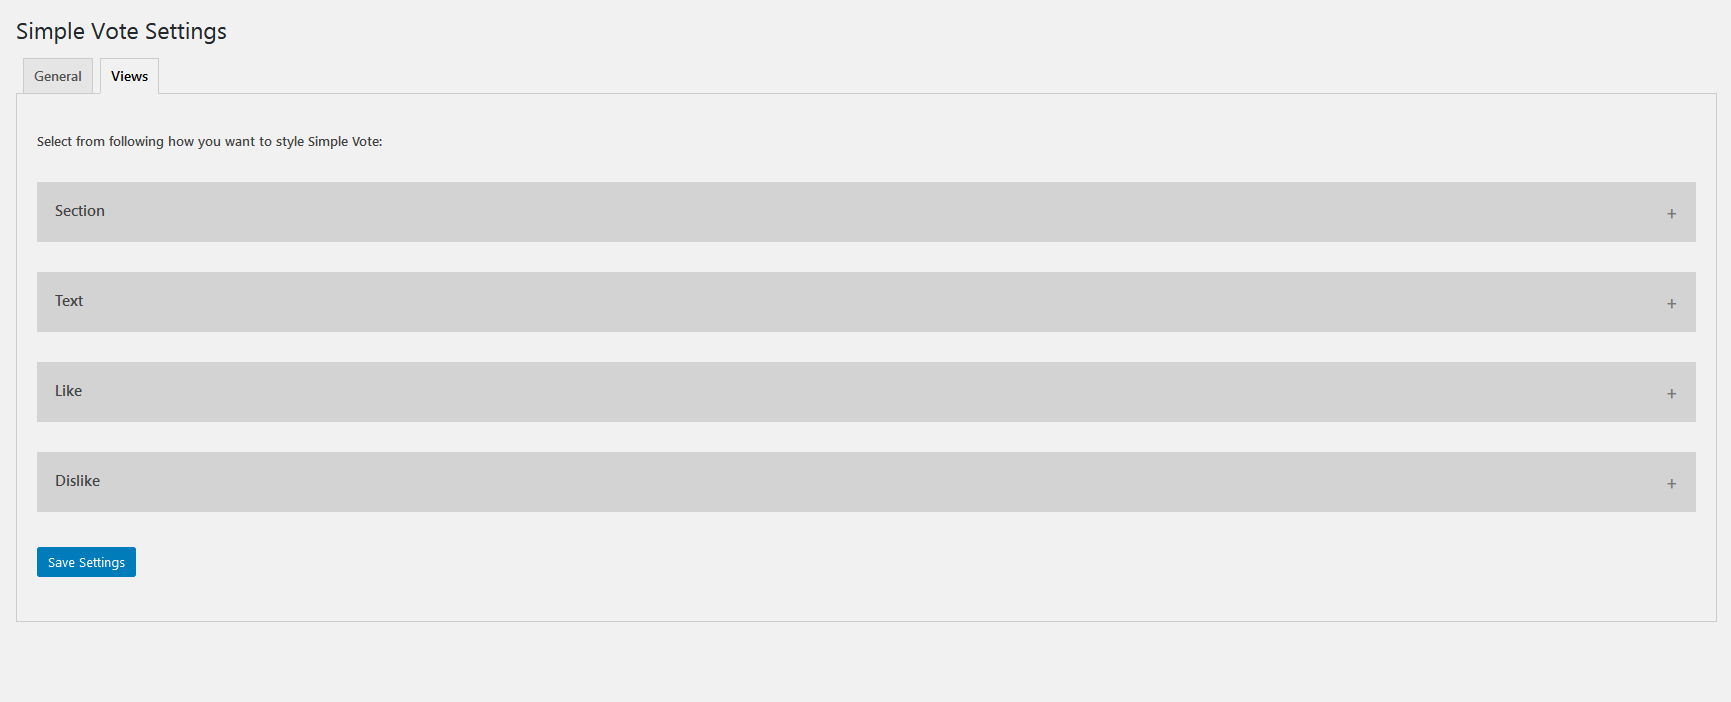 Simple Vote Settings
General Views
Select from following how you want to style Simple Vote:
Section +
Text +
Like +
Dislike +
Save Settings